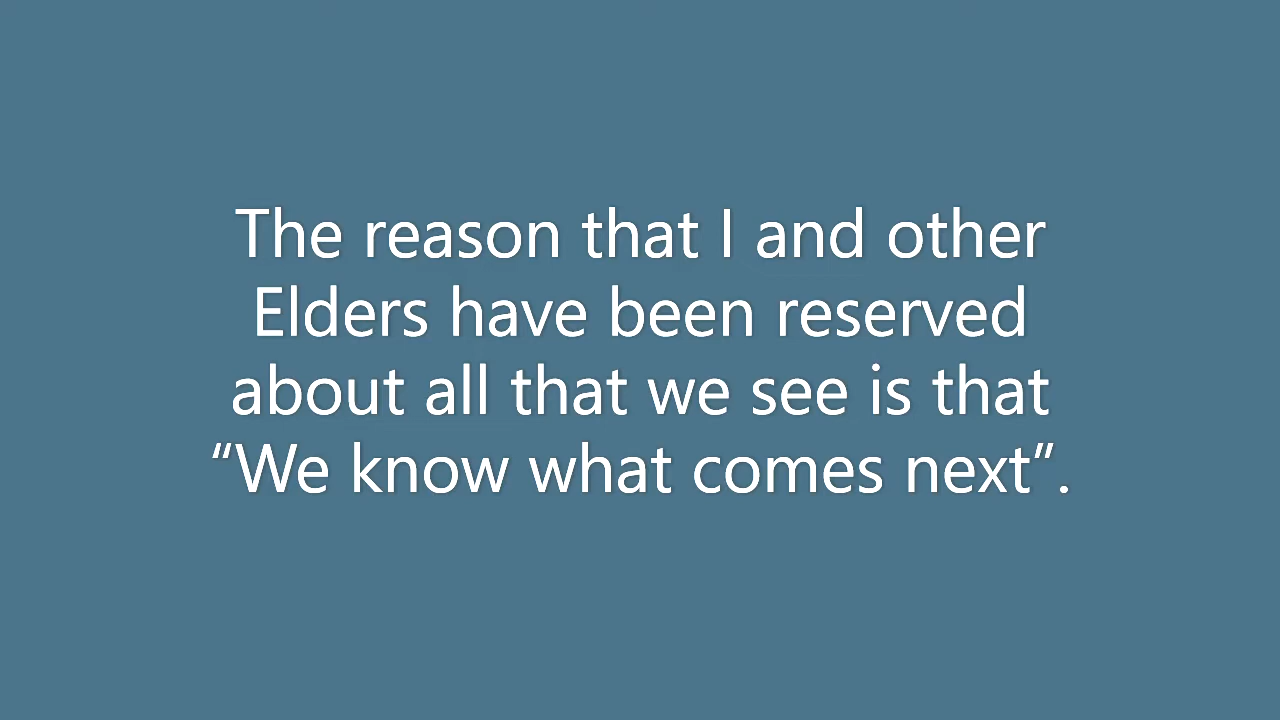 The reason that I and other
Elders have been reserved
about all that we see is that
“We know what comes next”.